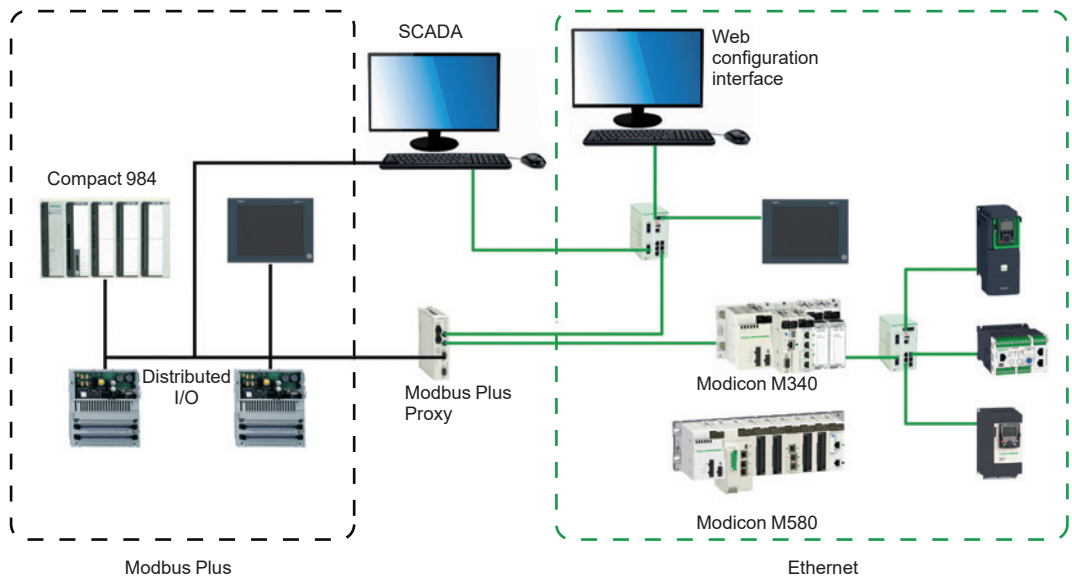 SCADA
Web
configuration
interface
Compact 984
Distributed
I/O
Modbus Plus
Proxy
Modicon M340
Modicon M580
Modbus Plus
Ethernet